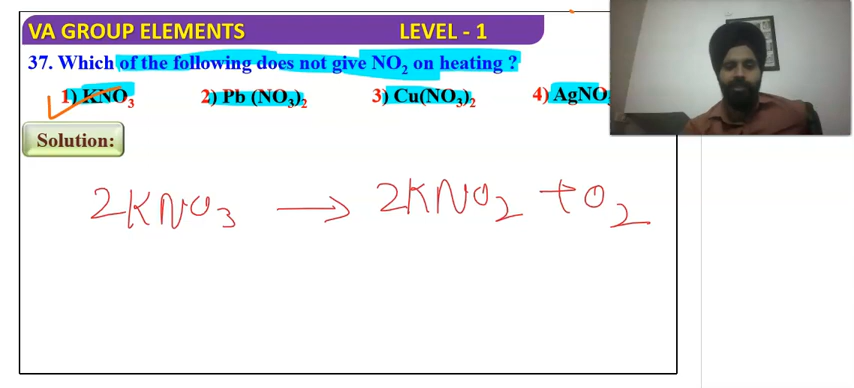 VA GROUP ELEMENTS LEVEL - 1
37. Which of the following does not give NO₂ on heating ?
1) KNO₃ 2) Pb (NO₃)₂ 3) Cu(NO₃)₂ 4) AgNO
Solution:
2KNO₃ → 2KNO₂ + O₂